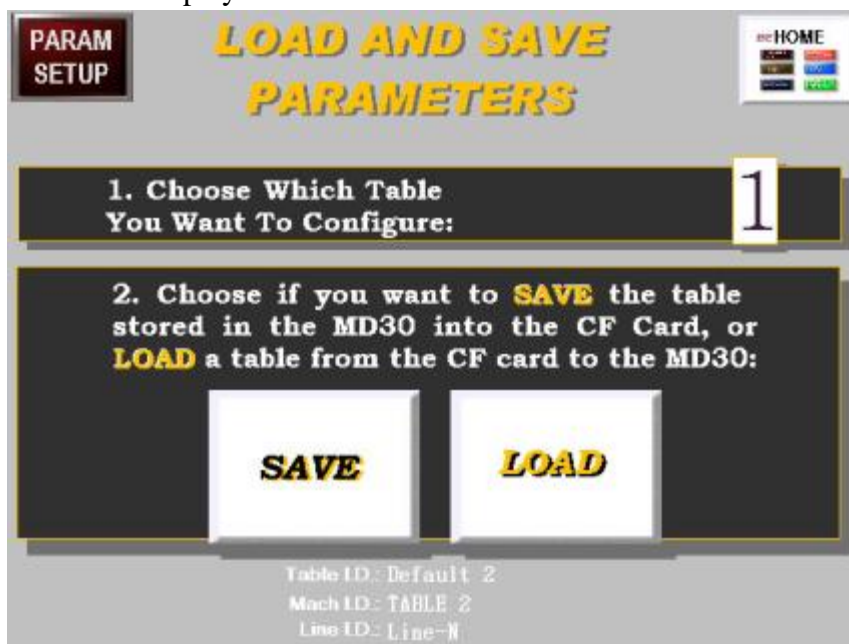 PARAM
SETUP
LOAD AND SAVE
PARAMETERS
HOME
1. Choose Which Table
You Want To Configure:
1
2. Choose if you want to SAVE the table
stored in the MD30 into the CF Card, or
LOAD a table from the CF card to the MD30:
SAVE
LOAD
Table I.D.: Default 2
Mach I.D.: TABLE 2
Line I.D.: Line-N